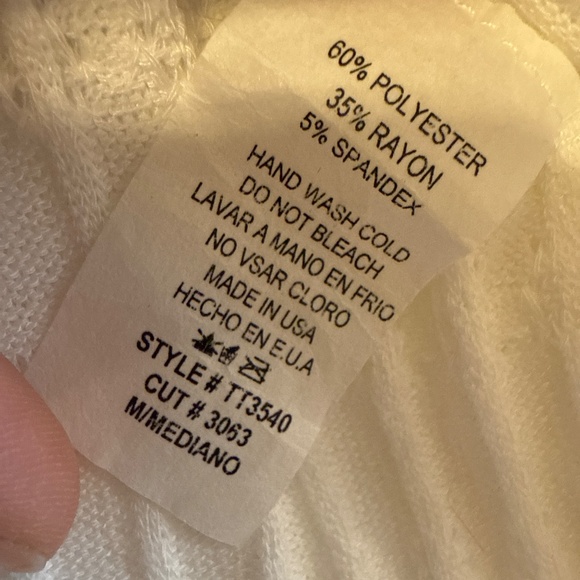 60% POLYESTER
35% RAYON
5% SPANDEX
HAND WASH COLD
DO NOT BLEACH
LAVAR A MANO EN FRIO
NO VSAR CLORO
MADE IN USA
HECHO EN E.U.A
STYLE # TT3540
CUT # 3063
M/MEDIANO